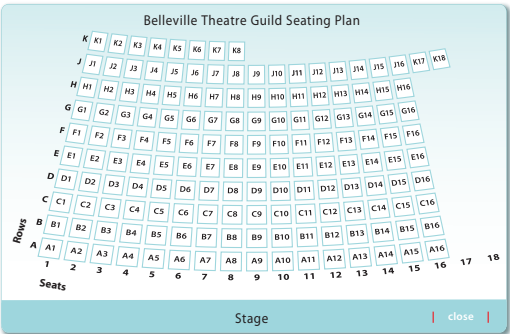 Belleville Theatre Guild Seating Plan
K K1 K2 K3 K4 K5 K6 K7 K8
J J1 J2 J3 J4 J5 J6 J7 J8 J9 J10 J11 J12 J13 J14 J15 J16 K17 K18
H H1 H2 H3 H4 H5 H6 H7 H8 H9 H10 H11 H12 H13 H14 H15 H16
G G1 G2 G3 G4 G5 G6 G7 G8 G9 G10 G11 G12 G13 G14 G15 G16
F F1 F2 F3 F4 F5 F6 F7 F8 F9 F10 F11 F12 F13 F14 F15 F16
E E1 E2 E3 E4 E5 E6 E7 E8 E9 E10 E11 E12 E13 E14 E15 E16
D D1 D2 D3 D4 D5 D6 D7 D8 D9 D10 D11 D12 D13 D14 D15 D16
C C1 C2 C3 C4 C5 C6 C7 C8 C9 C10 C11 C12 C13 C14 C15 C16
B B1 B2 B3 B4 B5 B6 B7 B8 B9 B10 B11 B12 B13 B14 B15 B16
A A1 A2 A3 A4 A5 A6 A7 A8 A9 A10 A11 A12 A13 A14 A15 A16
Rows
1 2 3 4 5 6 7 8 9 10 11 12 13 14 15 16 17 18
Seats
Stage
| close |